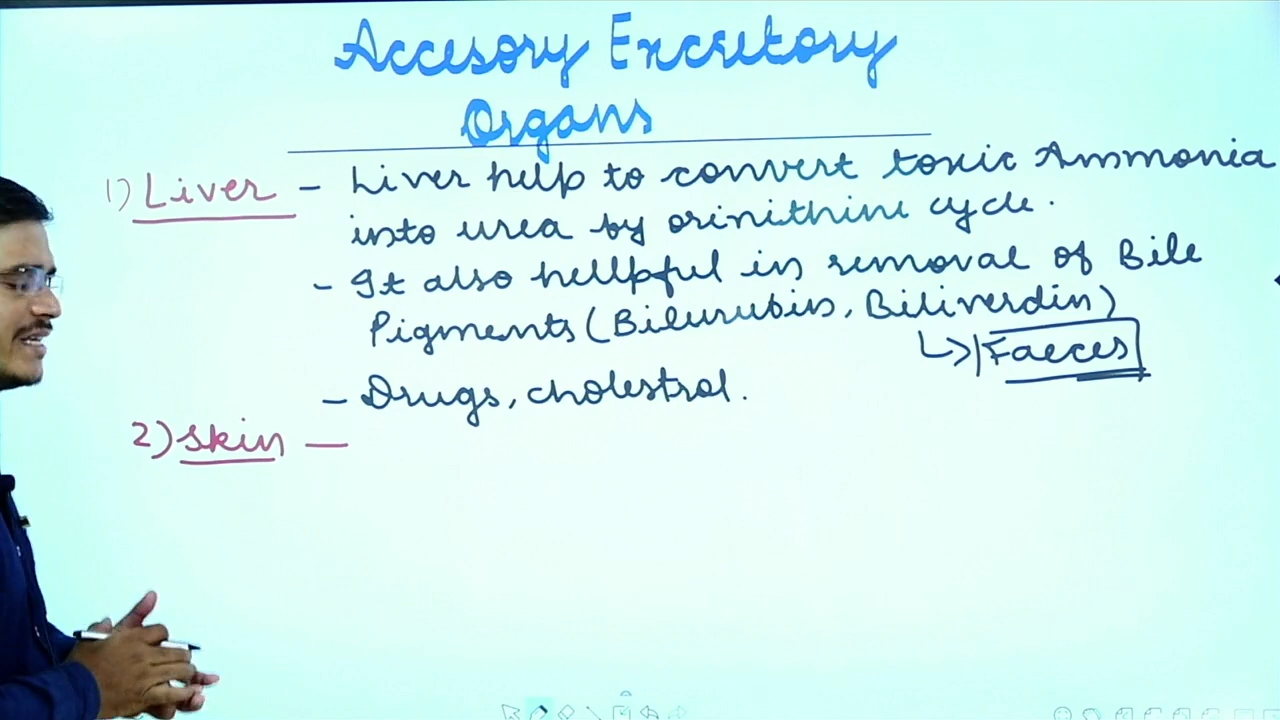 Accesory Excretory
Organs
1) Liver - Liver help to convert toxic Ammonia
into urea by orinithine cycle.
- It also hellpful in removal of Bile
Pigments (Bilurubin, Biliverdin)
↳ Faeces
- Drugs, cholestrol.
2) skin -